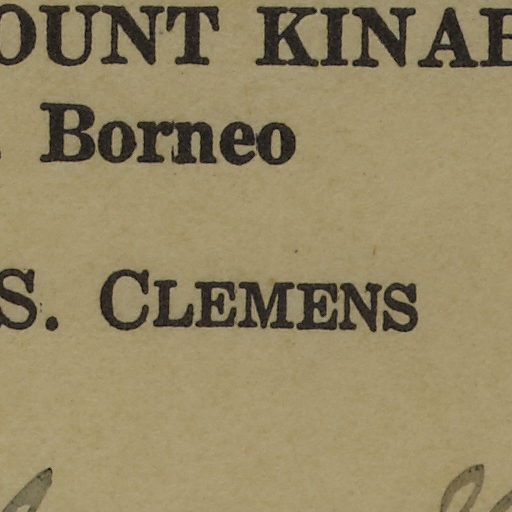 OUNT KINAB
. Borneo
S. CLEMENS